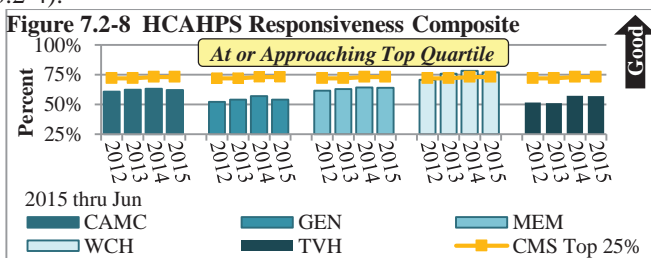 Figure 7.2-8 HCAHPS Responsiveness Composite
Good
At or Approaching Top Quartile
Percent
100%
75%
50%
25%
2012 2013 2014 2015 2012 2013 2014 2015 2012 2013 2014 2015 2012 2013 2014 2015 2012 2013 2014 2015
2015 thru Jun
CAMC GEN MEM
WCH TVH CMS Top 25%